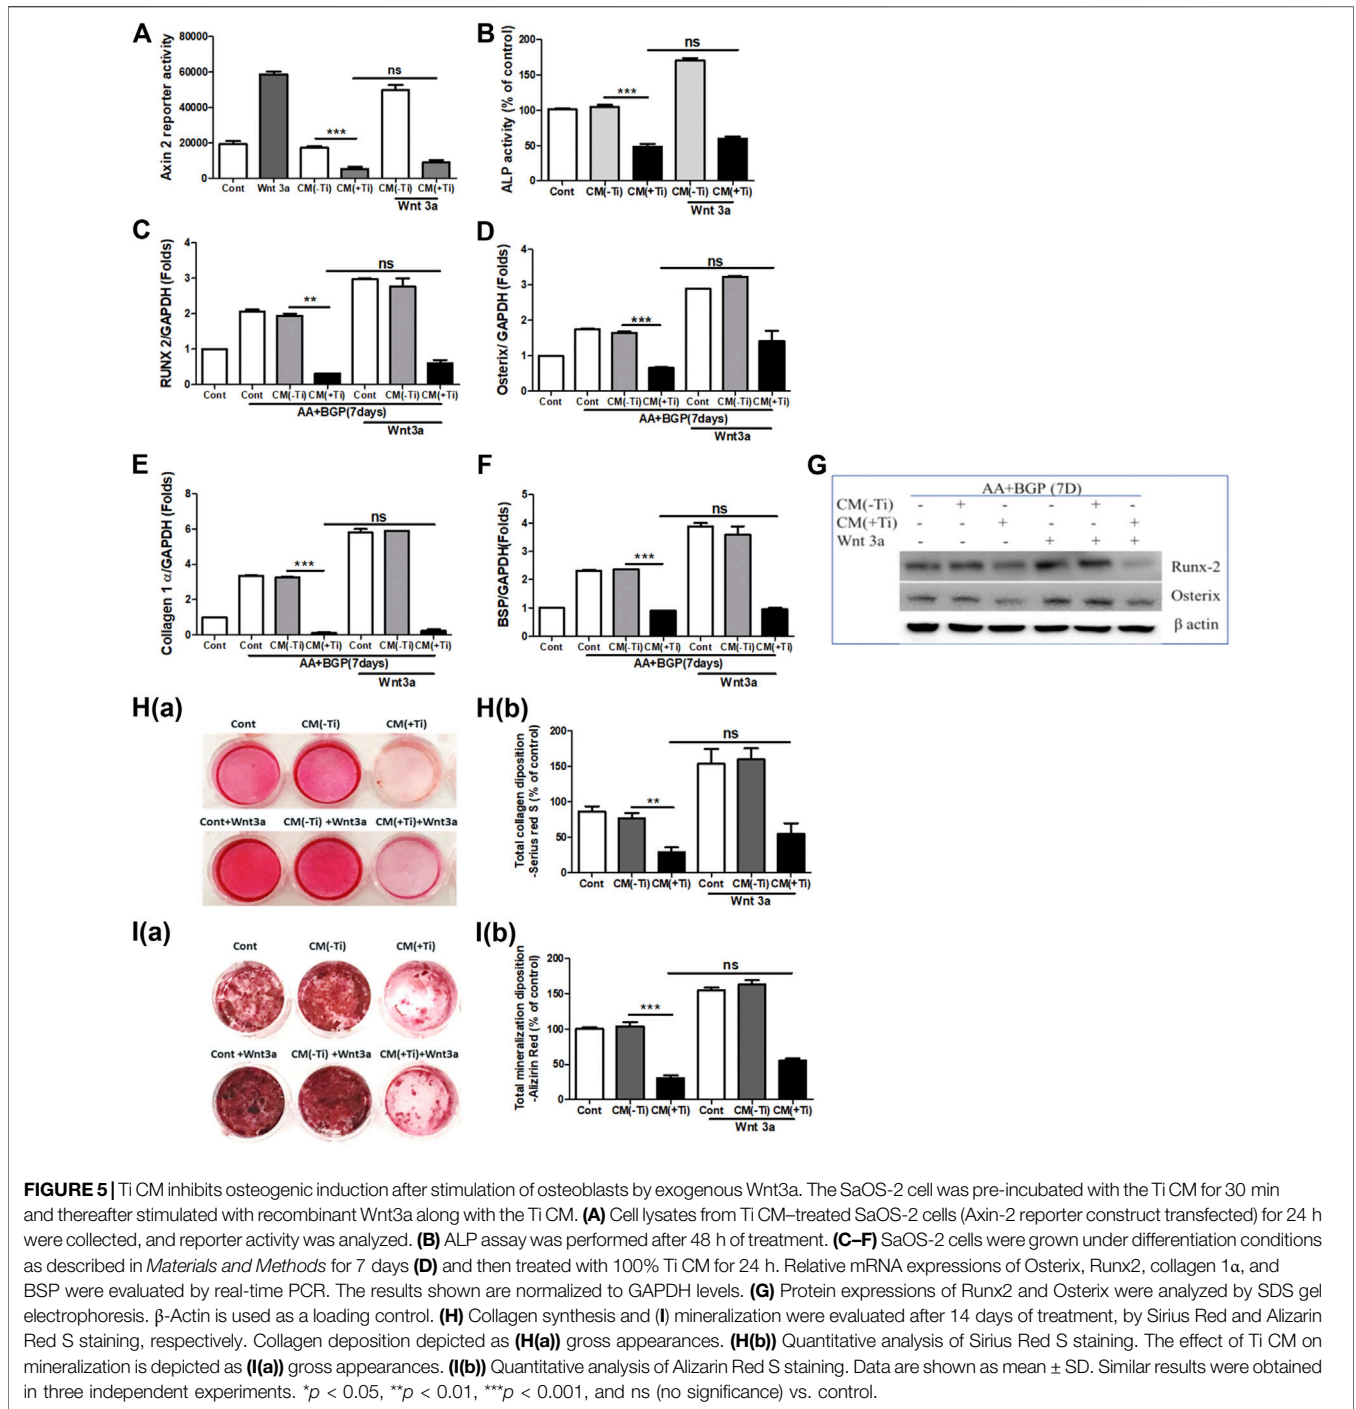 A
Axin 2 reporter activity
80000
60000
40000
20000
0
***
ns
Cont Wnt 3a CM(-Ti) CM(+Ti) CM(-Ti) CM(+Ti)
Wnt 3a
B
ALP activity (% of control)
200
150
100
50
0
***
ns
Cont CM(-Ti) CM(+Ti) CM(-Ti) CM(+Ti)
Wnt 3a
C
RUNX 2/GAPDH (Folds)
4
3
2
1
0
**
ns
Cont Cont CM(-Ti) CM(+Ti) Cont CM(-Ti) CM(+Ti)
AA+BGP(7days)
Wnt3a
D
Osterix/ GAPDH (Folds)
4
3
2
1
0
***
ns
Cont Cont CM(-Ti) CM(+Ti) Cont CM(-Ti) CM(+Ti)
AA+BGP(7days)
Wnt3a
E
Collagen 1 α/GAPDH (Folds)
8
6
4
2
0
***
ns
Cont Cont CM(-Ti) CM(+Ti) Cont CM(-Ti) CM(+Ti)
AA+BGP(7days)
Wnt3a
F
BSP/GAPDH(Folds)
5
4
3
2
1
0
***
ns
Cont Cont CM(-Ti) CM(+Ti) Cont CM(-Ti) CM(+Ti)
AA+BGP(7days)
Wnt3a
G
AA+BGP (7D)
CM(-Ti) - + - - + -
CM(+Ti) - - + - - +
Wnt 3a - - - + + +
Runx-2
Osterix
β actin
H(a)
Cont CM(-Ti) CM(+Ti)
Cont+Wnt3a CM(-Ti) +Wnt3a CM(+Ti)+Wnt3a
H(b)
Total collagen diposition
-Serius red S (% of control)
200
150
100
50
0
**
ns
Cont CM(-Ti) CM(+Ti) Cont CM(-Ti) CM(+Ti)
Wnt 3a
I(a)
Cont CM(-Ti) CM(+Ti)
Cont +Wnt3a CM(-Ti) +Wnt3a CM(+Ti)+Wnt3a
I(b)
Total mineralization diposition
-Alizirin Red (% of control)
200
150
100
50
0
***
ns
Cont CM(-Ti) CM(+Ti) Cont CM(-Ti) CM(+Ti)
Wnt 3a
FIGURE 5 | Ti CM inhibits osteogenic induction after stimulation of osteoblasts by exogenous Wnt3a. The SaOS-2 cell was pre-incubated with the Ti CM for 30 min
and thereafter stimulated with recombinant Wnt3a along with the Ti CM. (A) Cell lysates from Ti CM–treated SaOS-2 cells (Axin-2 reporter construct transfected) for 24 h
were collected, and reporter activity was analyzed. (B) ALP assay was performed after 48 h of treatment. (C–F) SaOS-2 cells were grown under differentiation conditions
as described in Materials and Methods for 7 days (D) and then treated with 100% Ti CM for 24 h. Relative mRNA expressions of Osterix, Runx2, collagen 1α, and
BSP were evaluated by real-time PCR. The results shown are normalized to GAPDH levels. (G) Protein expressions of Runx2 and Osterix were analyzed by SDS gel
electrophoresis. β-Actin is used as a loading control. (H) Collagen synthesis and (I) mineralization were evaluated after 14 days of treatment, by Sirius Red and Alizarin
Red S staining, respectively. Collagen deposition depicted as (H(a)) gross appearances. (H(b)) Quantitative analysis of Sirius Red S staining. The effect of Ti CM on
mineralization is depicted as (I(a)) gross appearances. (I(b)) Quantitative analysis of Alizarin Red S staining. Data are shown as mean ± SD. Similar results were obtained
in three independent experiments. *p < 0.05, **p < 0.01, ***p < 0.001, and ns (no significance) vs. control.